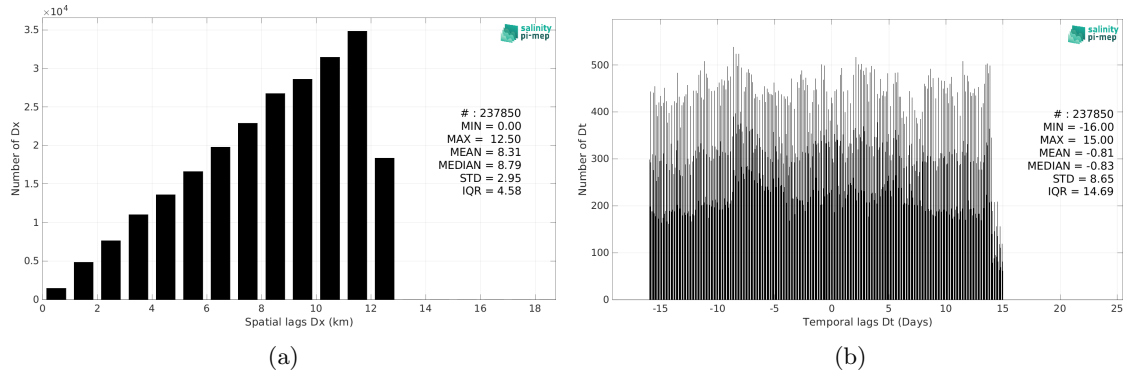 ×10⁴
3.5
3
2.5
2
1.5
1
0.5
0
0 2 4 6 8 10 12 14 16 18
Number of Dx
Spatial lags Dx (km)
salinity
pi-mep
# : 237850
MIN = 0.00
MAX = 12.50
MEAN = 8.31
MEDIAN = 8.79
STD = 2.95
IQR = 4.58
(a)
500
400
300
200
100
0
-15 -10 -5 0 5 10 15 20 25
Number of Dt
Temporal lags Dt (Days)
salinity
pi-mep
# : 237850
MIN = -16.00
MAX = 15.00
MEAN = -0.81
MEDIAN = -0.83
STD = 8.65
IQR = 14.69
(b)